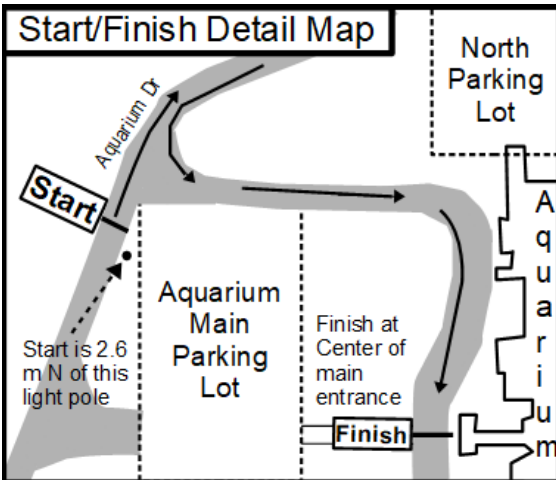 Start/Finish Detail Map
North
Parking
Lot
Aquarium Dr
Start
Aquarium
Aquarium
Main
Parking
Lot
Finish at
Center of
main
entrance
Start is 2.6
m N of this
light pole
Finish